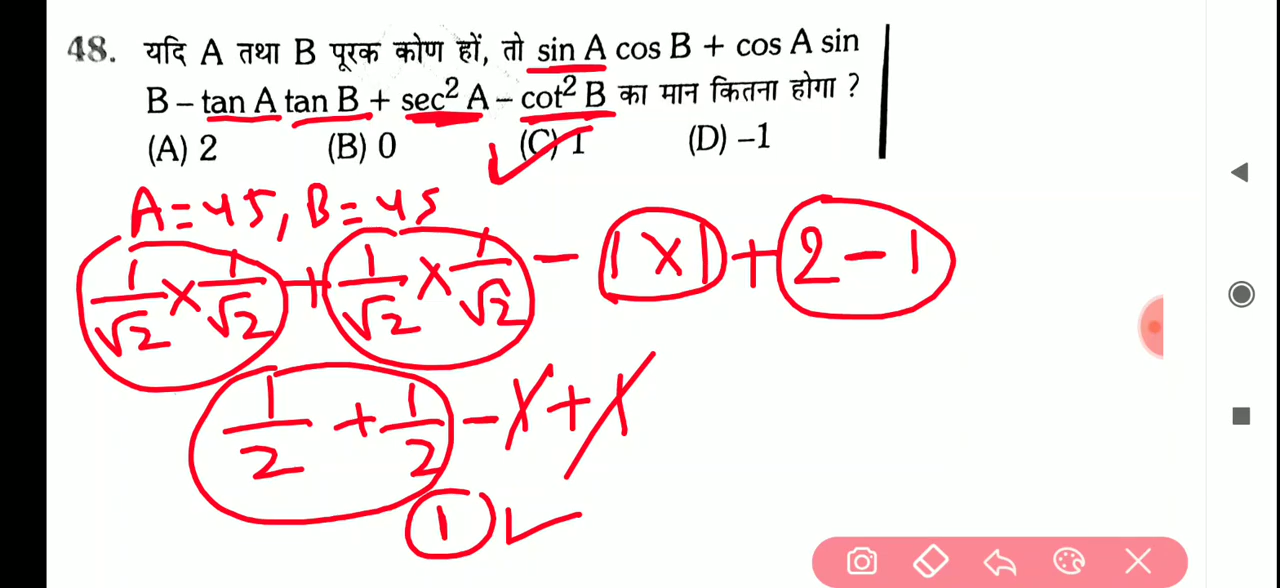 48. यदि A तथा B पूरक कोण हों, तो sin A cos B + cos A sin
B – tan A tan B + sec² A – cot² B का मान कितना होगा ?
(A) 2 (B) 0 (C) 1 (D) –1
A=45, B=45
1/√2 × 1/√2 + 1/√2 × 1/√2 – 1×1 + 2–1
1/2 + 1/2 – 1 + 1
1